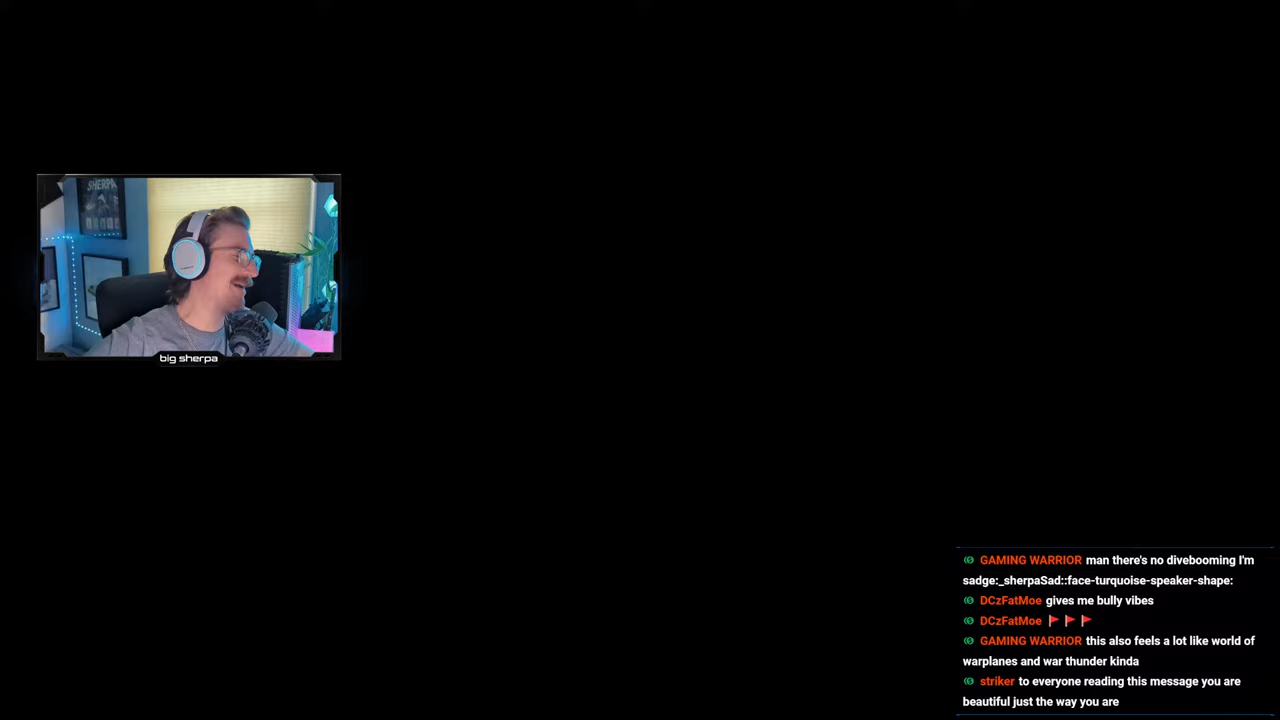 SHERPA
big sherpa
GAMING WARRIOR man there's no divebooming I'm
sadge:_sherpaSad::face-turquoise-speaker-shape:
DCzFatMoe gives me bully vibes
DCzFatMoe 🚩 🚩 🚩
GAMING WARRIOR this also feels a lot like world of
warplanes and war thunder kinda
striker to everyone reading this message you are
beautiful just the way you are